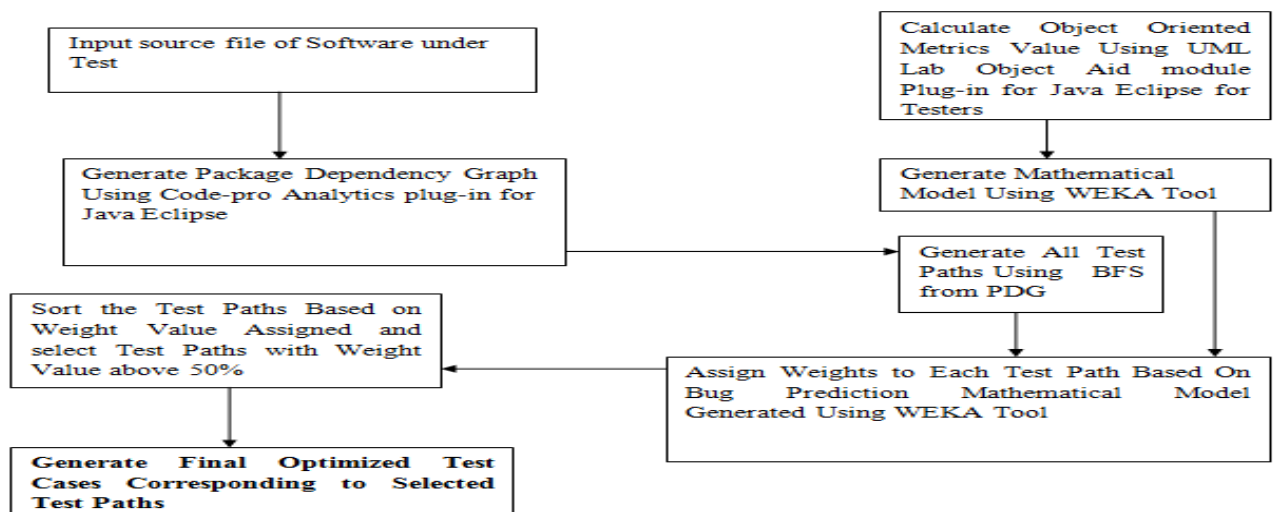 Input source file of Software under
Test
Calculate Object Oriented
Metrics Value Using UML
Lab Object Aid module
Plug-in for Java Eclipse for
Testers
Generate Package Dependency Graph
Using Code-pro Analytics plug-in for
Java Eclipse
Generate Mathematical
Model Using WEKA Tool
Generate All Test
Paths Using BFS
from PDG
Sort the Test Paths Based on
Weight Value Assigned and
select Test Paths with Weight
Value above 50%
Assign Weights to Each Test Path Based On
Bug Prediction Mathematical Model
Generated Using WEKA Tool
Generate Final Optimized Test
Cases Corresponding to Selected
Test Paths